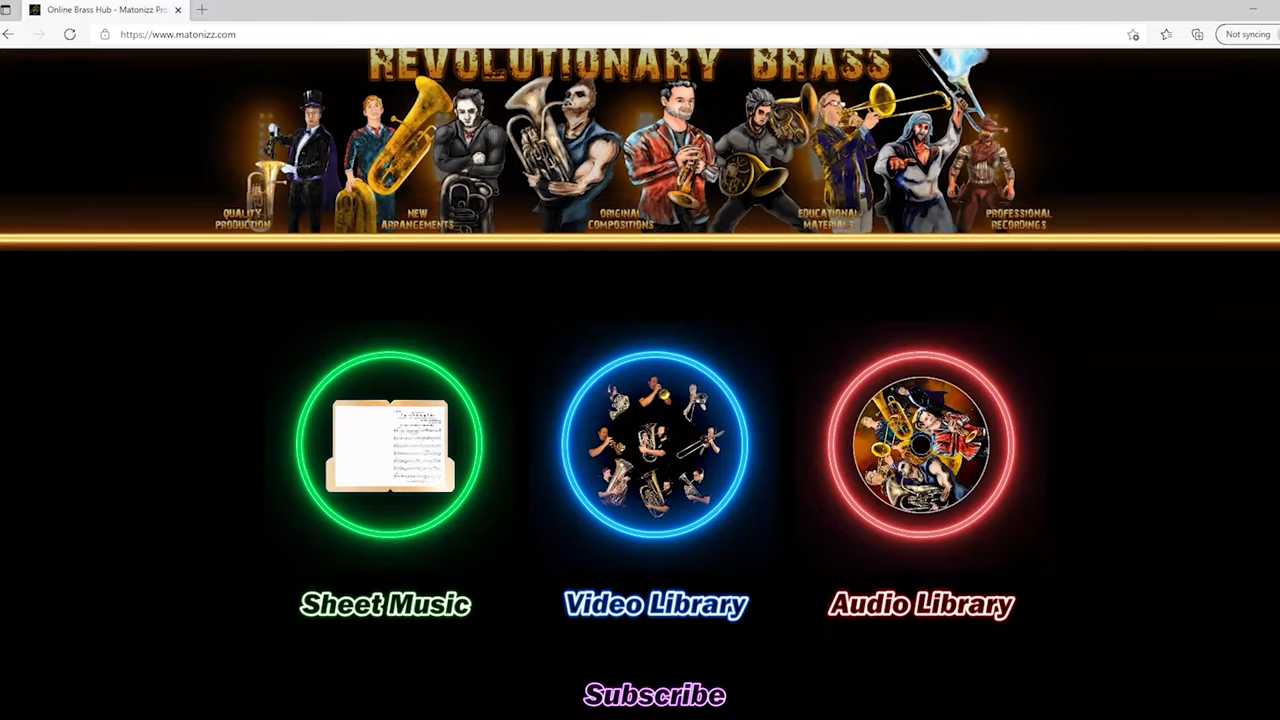 Online Brass Hub - Matonizz Pro
https://www.matonizz.com
Not syncing
REVOLUTIONARY BRASS
QUALITY
PRODUCTION
NEW
ARRANGEMENTS
ORIGINAL
COMPOSITIONS
EDUCATIONAL
MATERIALS
PROFESSIONAL
RECORDINGS
Sheet Music
Video Library
Audio Library
Subscribe